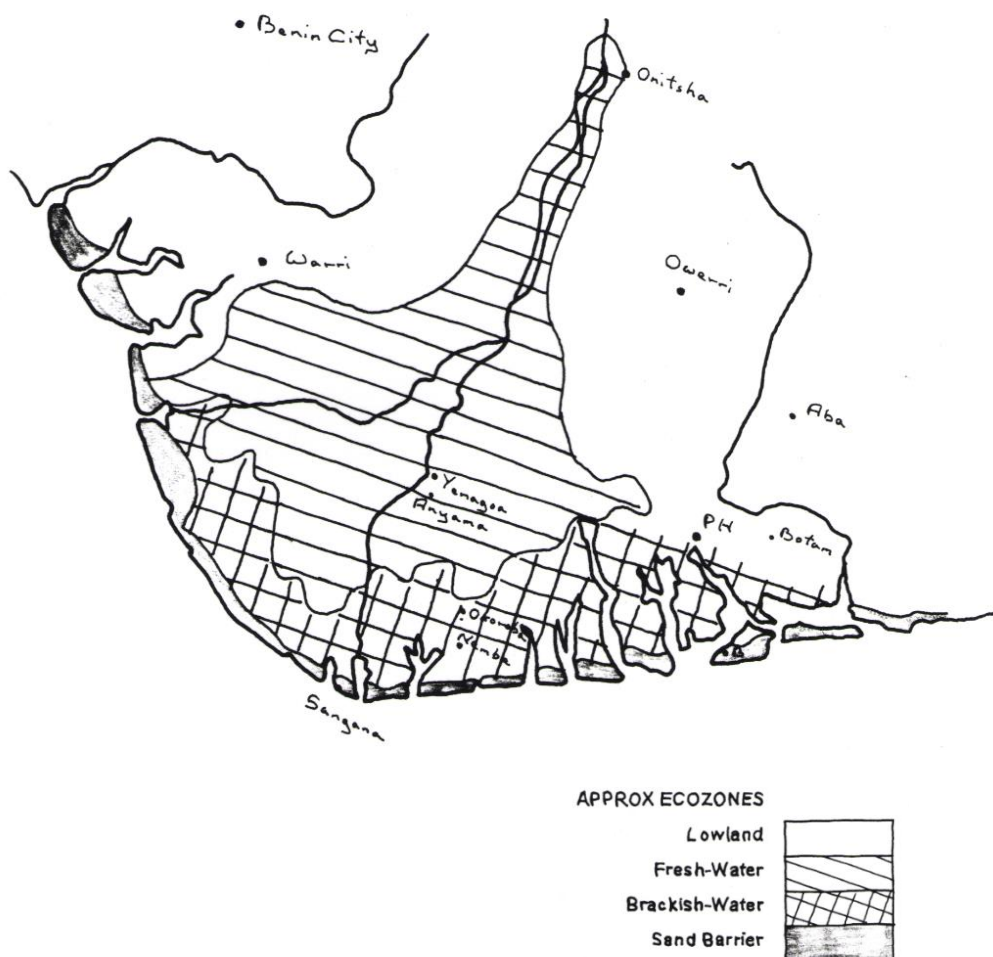 Benin City
Onitsha
Warri
Owerri
Aba
Yenagoa
Anyama
PH
Botam
Nembe
Sangana
APPROX ECOZONES
Lowland
Fresh-Water
Brackish-Water
Sand Barrier